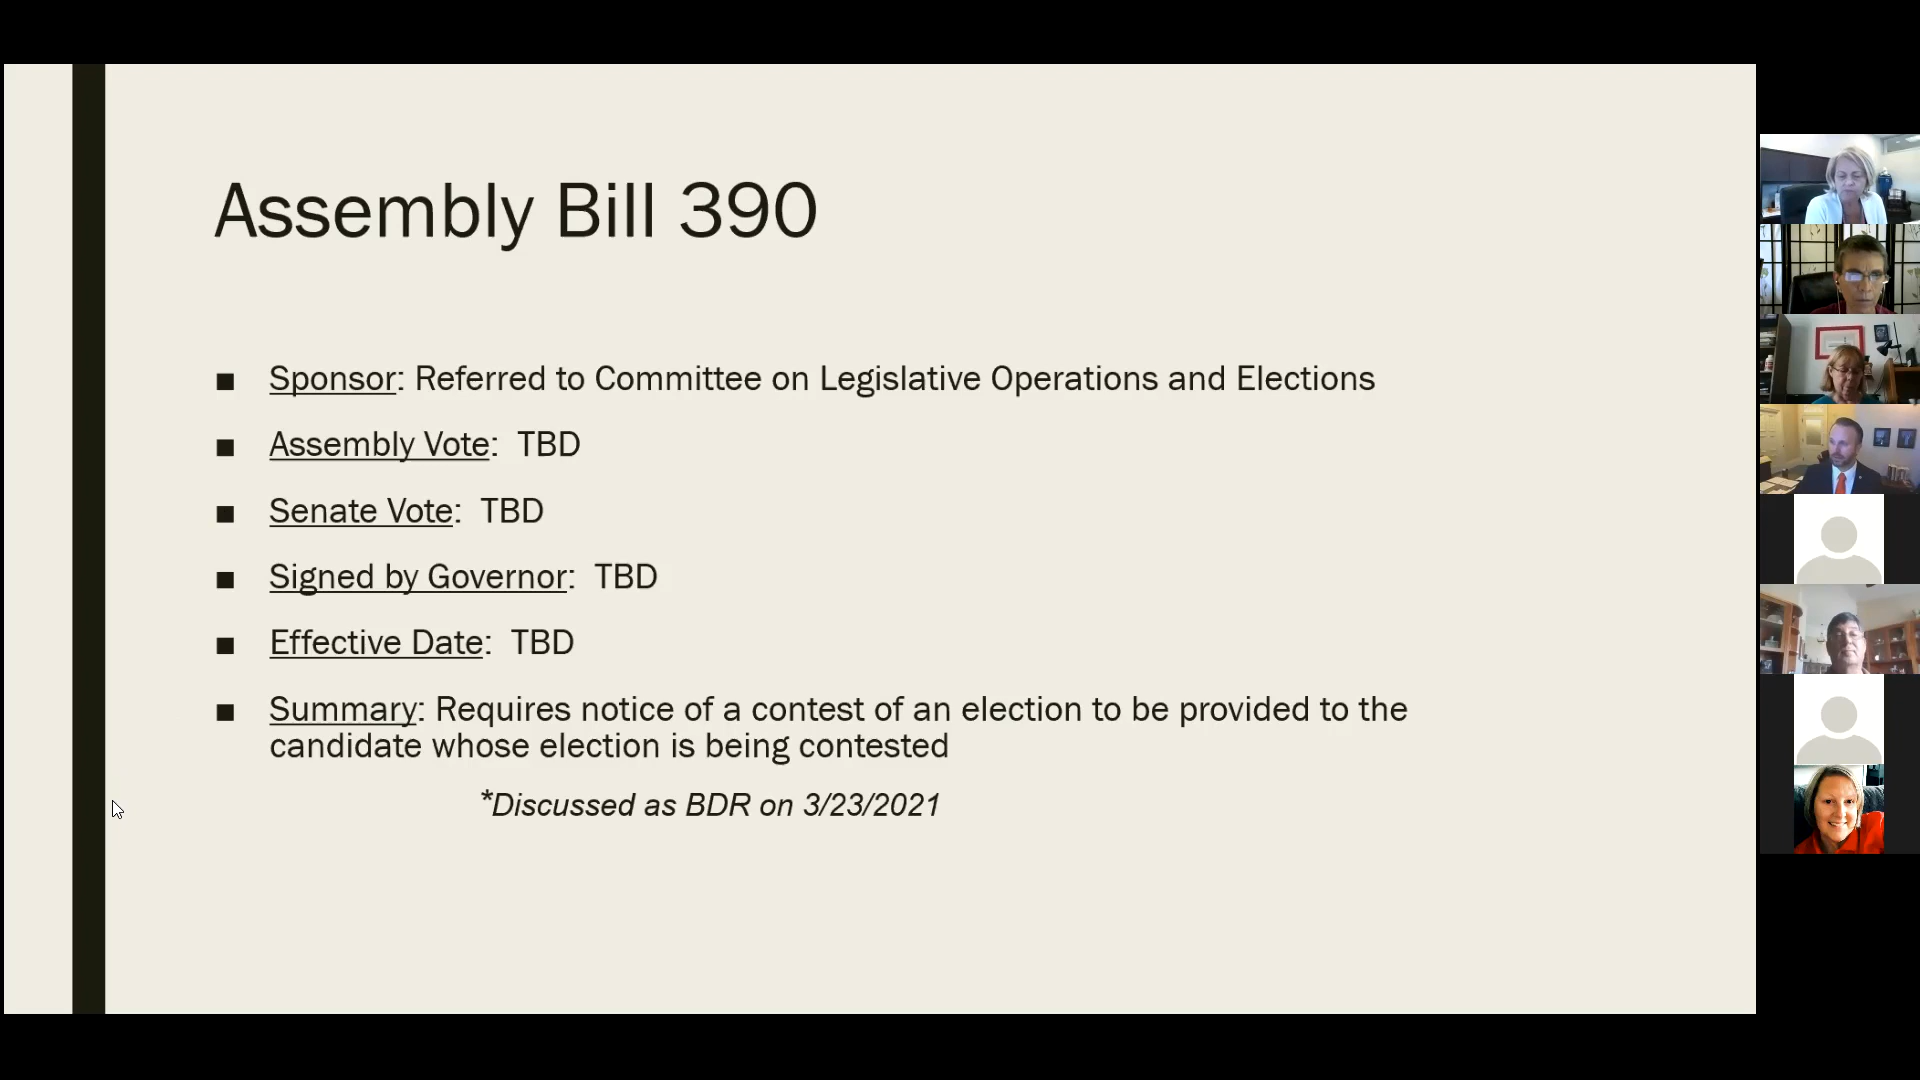 Assembly Bill 390
■ Sponsor: Referred to Committee on Legislative Operations and Elections
■ Assembly Vote: TBD
■ Senate Vote: TBD
■ Signed by Governor: TBD
■ Effective Date: TBD
■ Summary: Requires notice of a contest of an election to be provided to the
candidate whose election is being contested
*Discussed as BDR on 3/23/2021